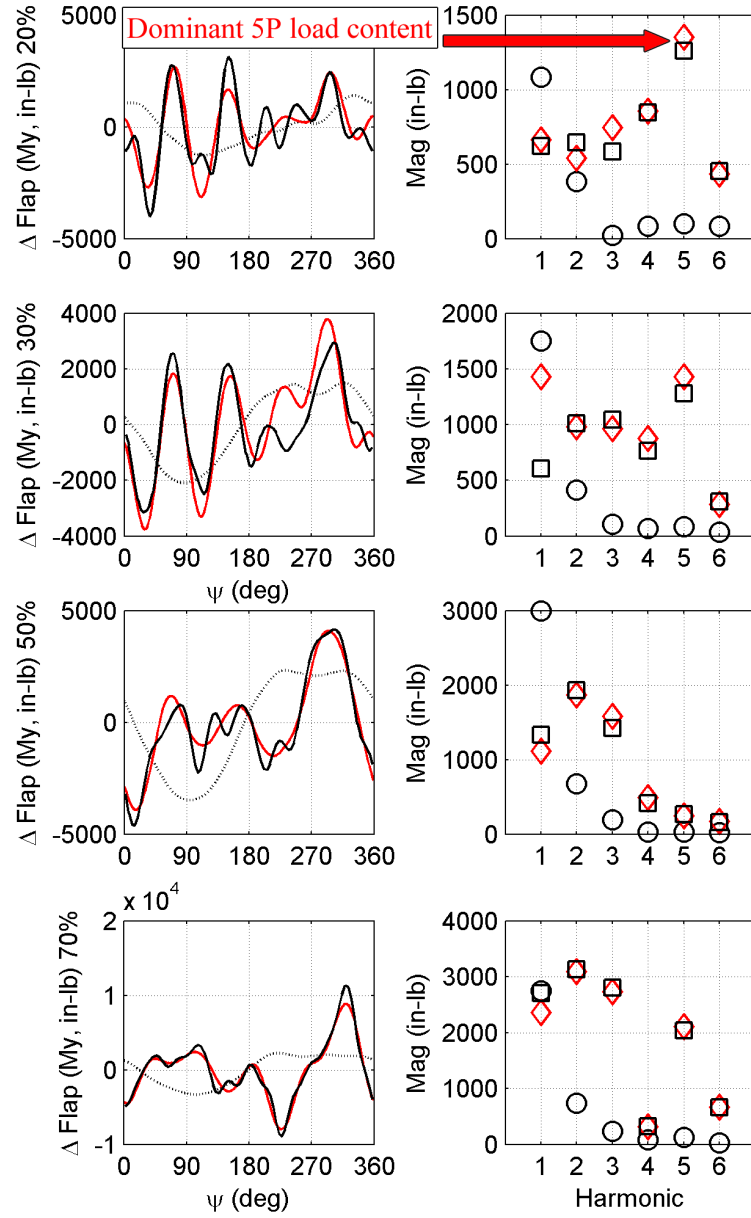 Dominant 5P load content
Δ Flap (My, in-lb) 20%
5000
0
-5000
0 90 180 270 360
Mag (in-lb)
1500
1000
500
0
1 2 3 4 5 6
Δ Flap (My, in-lb) 30%
4000
2000
0
-2000
-4000
0 90 180 270 360
ψ (deg)
Mag (in-lb)
2000
1500
1000
500
0
1 2 3 4 5 6
Δ Flap (My, in-lb) 50%
5000
0
-5000
0 90 180 270 360
Mag (in-lb)
3000
2000
1000
0
1 2 3 4 5 6
Δ Flap (My, in-lb) 70%
x 10^4
2
1
0
-1
0 90 180 270 360
ψ (deg)
Mag (in-lb)
4000
3000
2000
1000
0
1 2 3 4 5 6
Harmonic